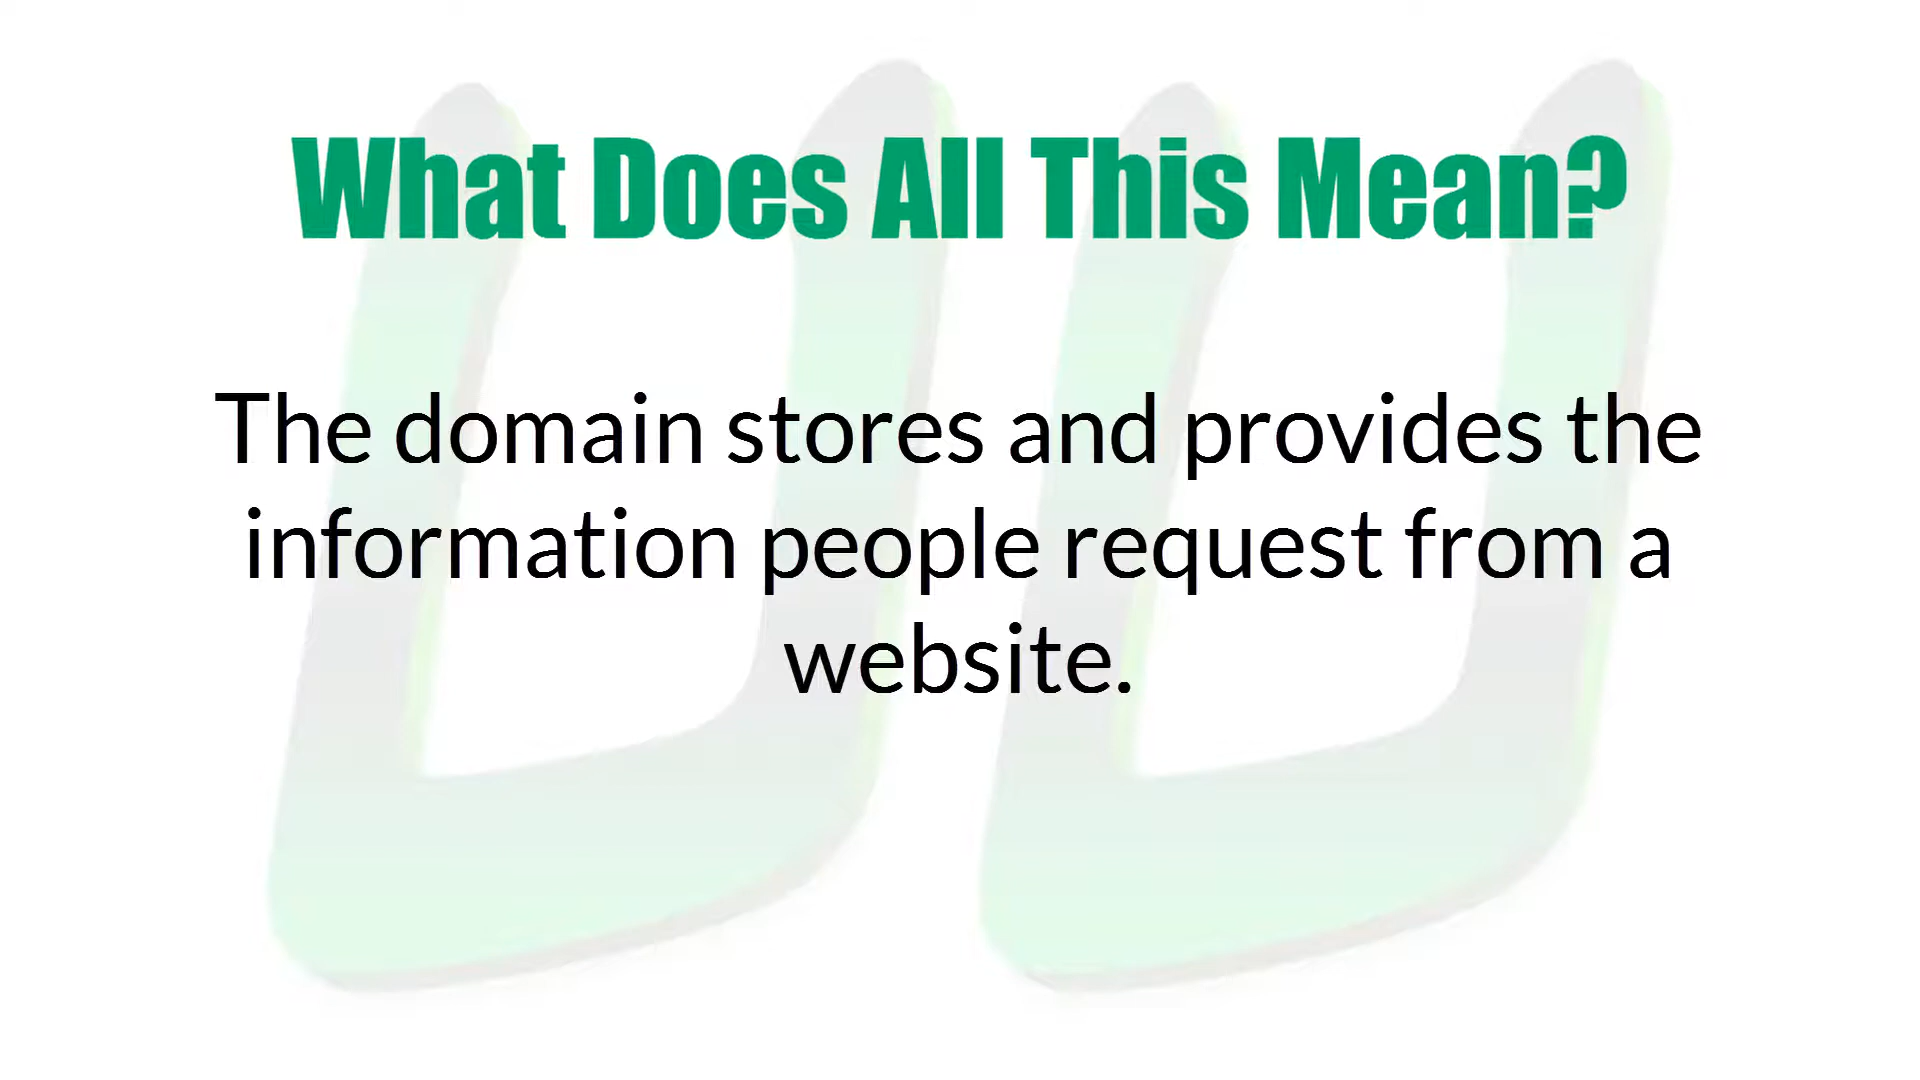 What Does All This Mean?
The domain stores and provides the
information people request from a
website.